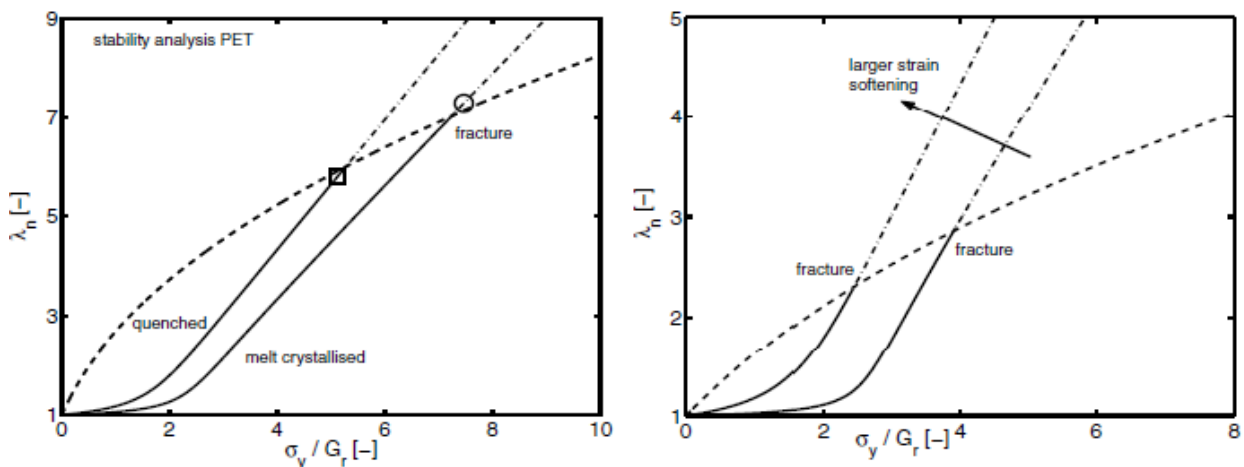 stability analysis PET
9
7
5
3
1
λn [−]
fracture
quenched
melt crystallised
0
2
4
6
8
10
σy / Gr [−]
5
4
3
2
1
λn [−]
larger strain
softening
fracture
fracture
0
2
4
6
8
σy / Gr [−]